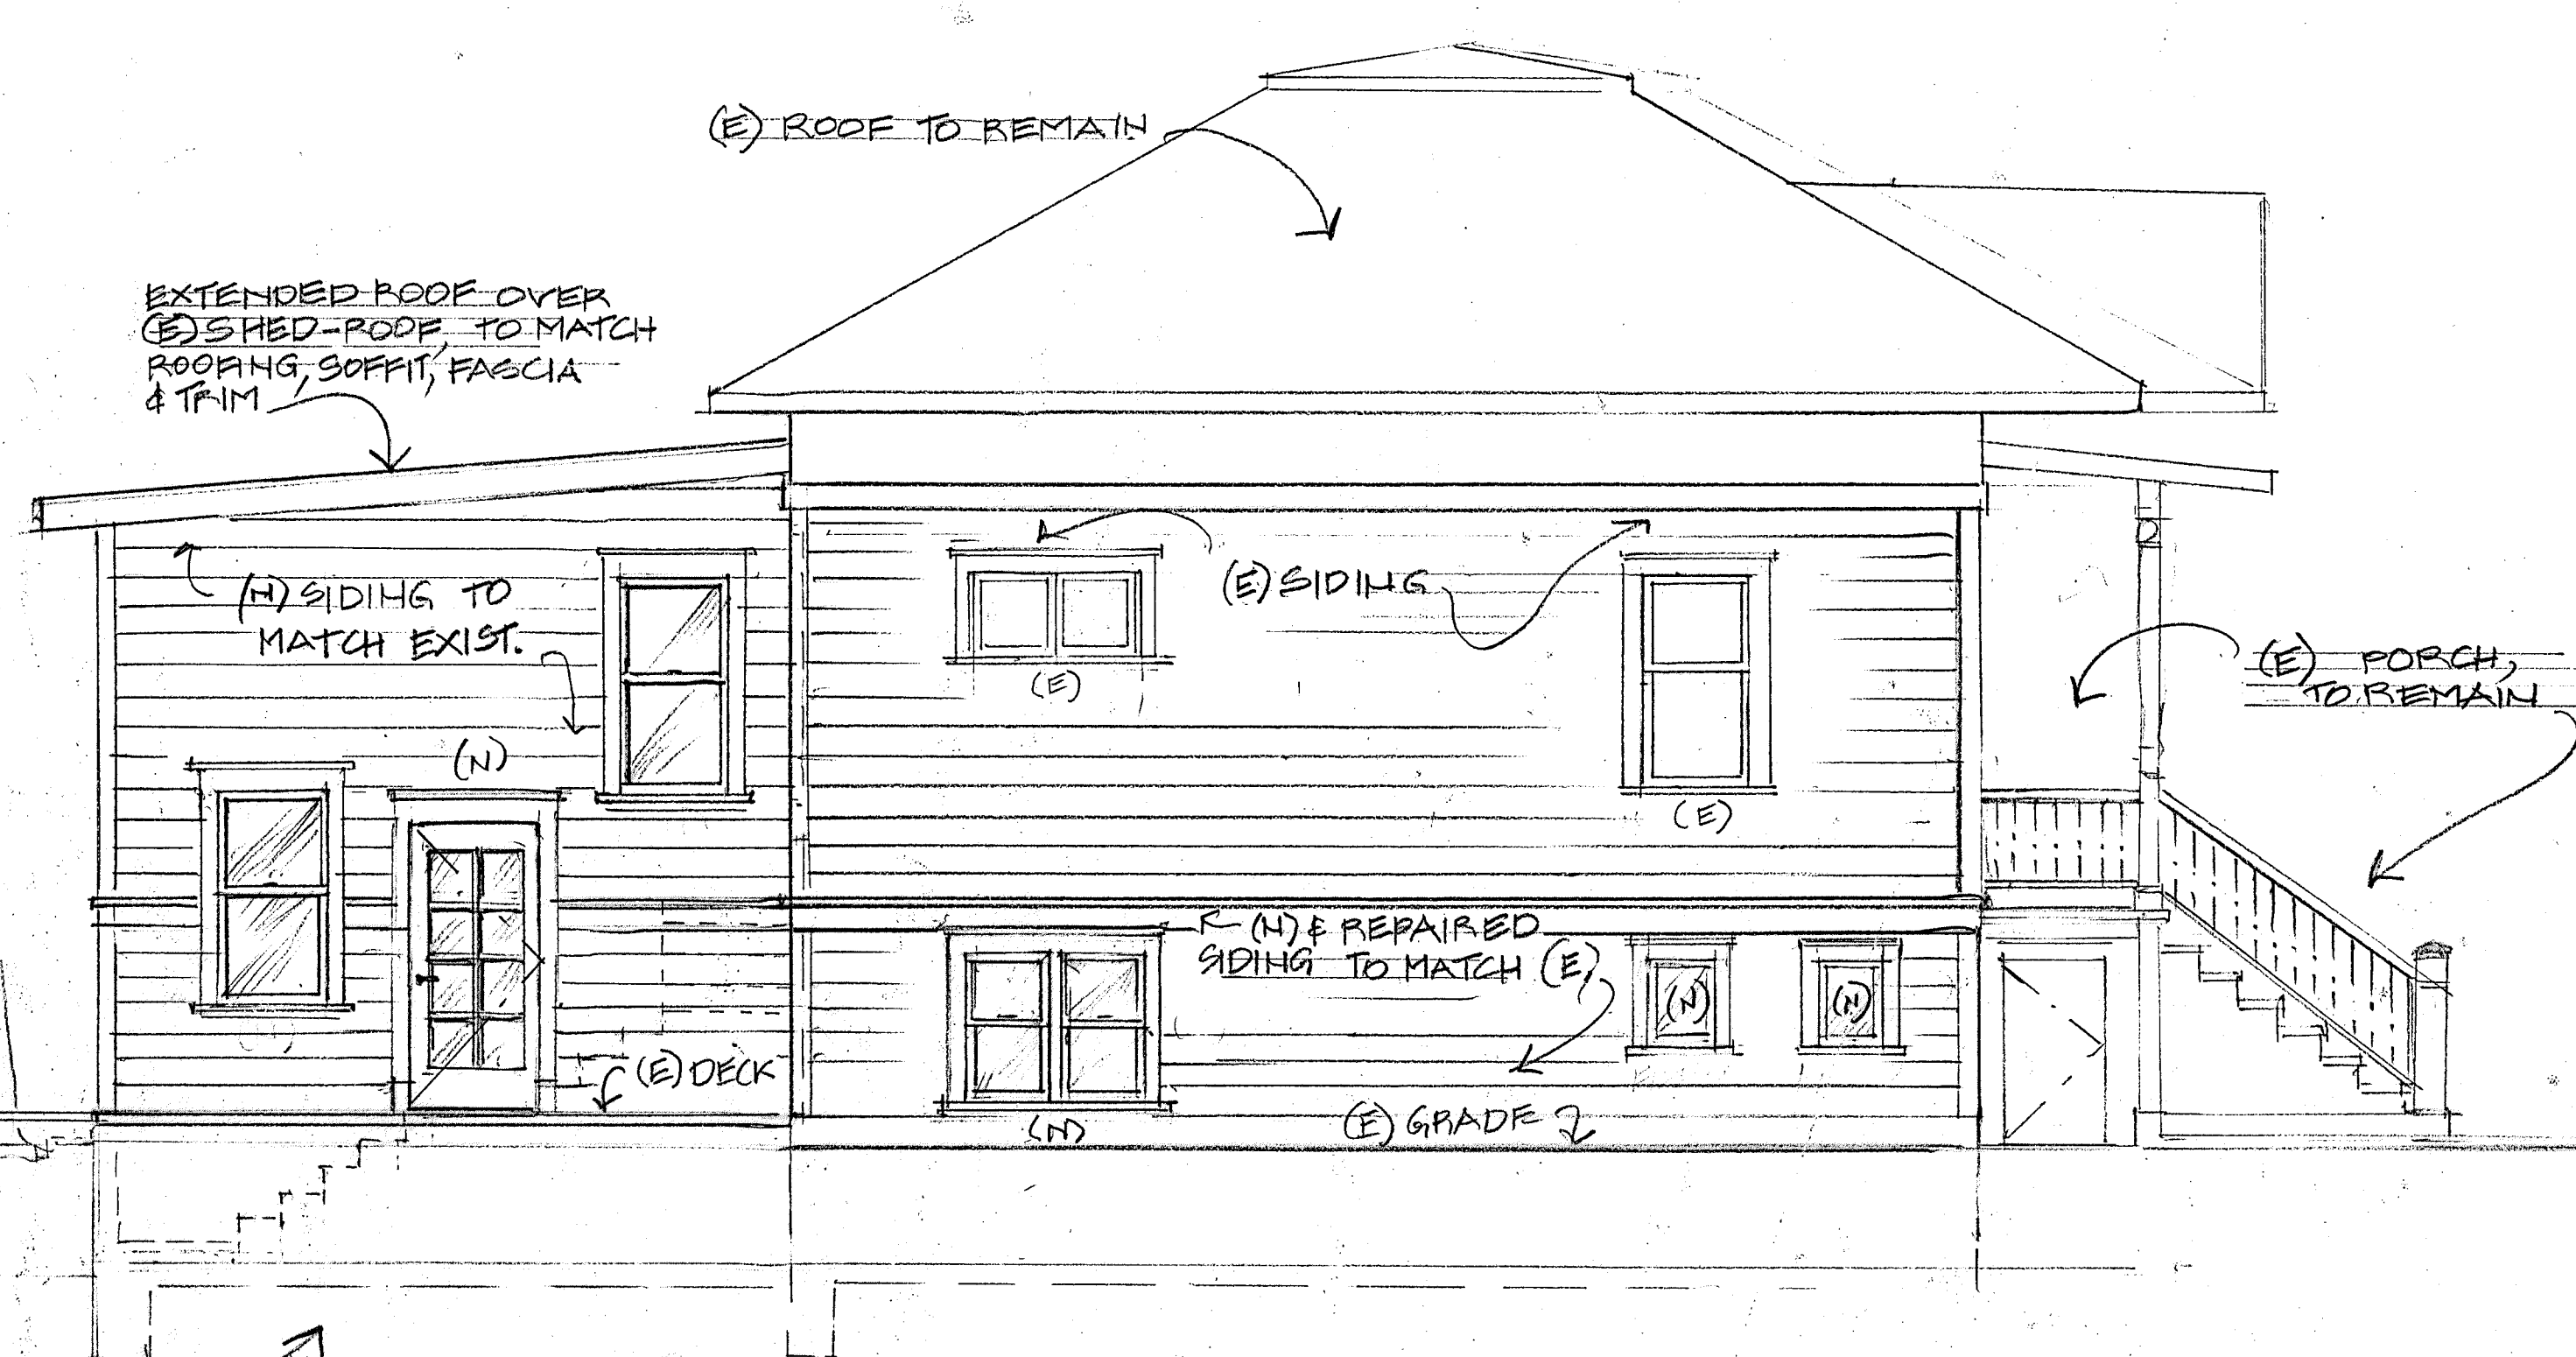 (E) ROOF TO REMAIN
EXTENDED ROOF OVER
(E) SHED-ROOF, TO MATCH
ROOFING, SOFFIT, FASCIA
& TRIM
(N) SIDING TO
MATCH EXIST.
(E) SIDING
(E)
(E)
(E) PORCH,
TO REMAIN
(N)
(N) & REPAIRED
SIDING TO MATCH (E)
(N)
(N)
(E) DECK
(N)
(E) GRADE